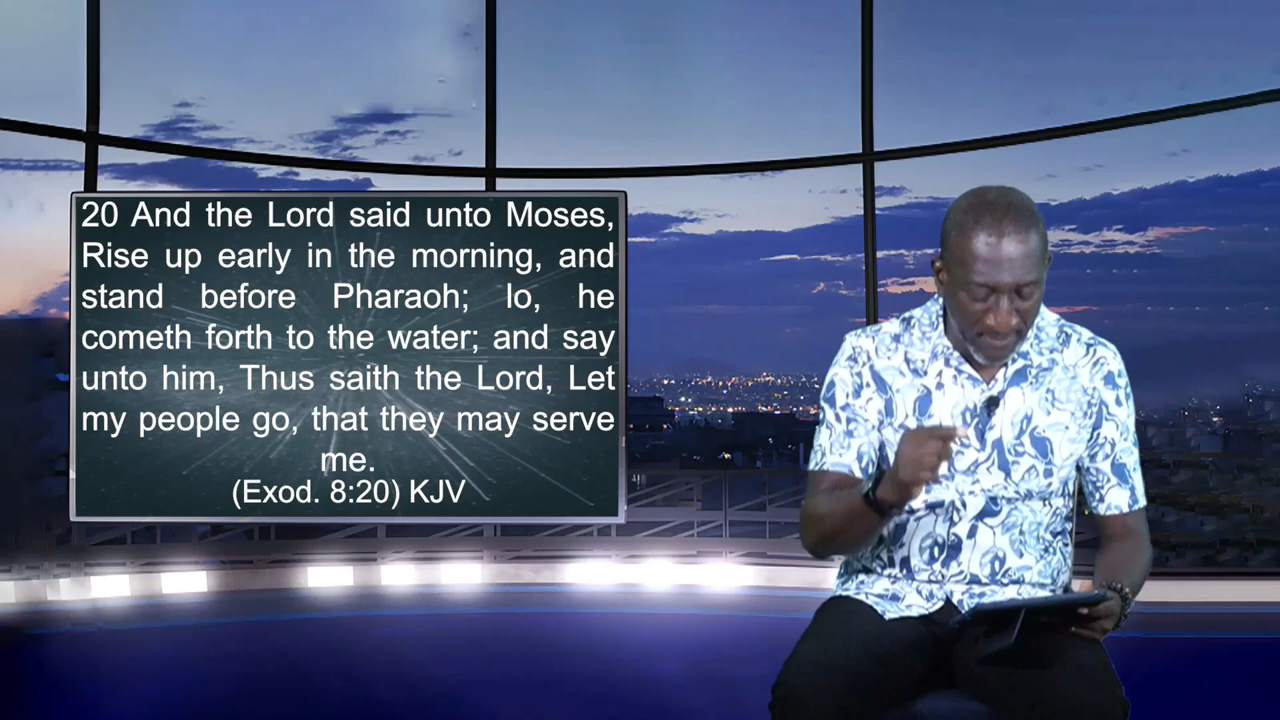 20 And the Lord said unto Moses,
Rise up early in the morning, and
stand before Pharaoh; lo, he
cometh forth to the water; and say
unto him, Thus saith the Lord, Let
my people go, that they may serve
me.
(Exod. 8:20) KJV